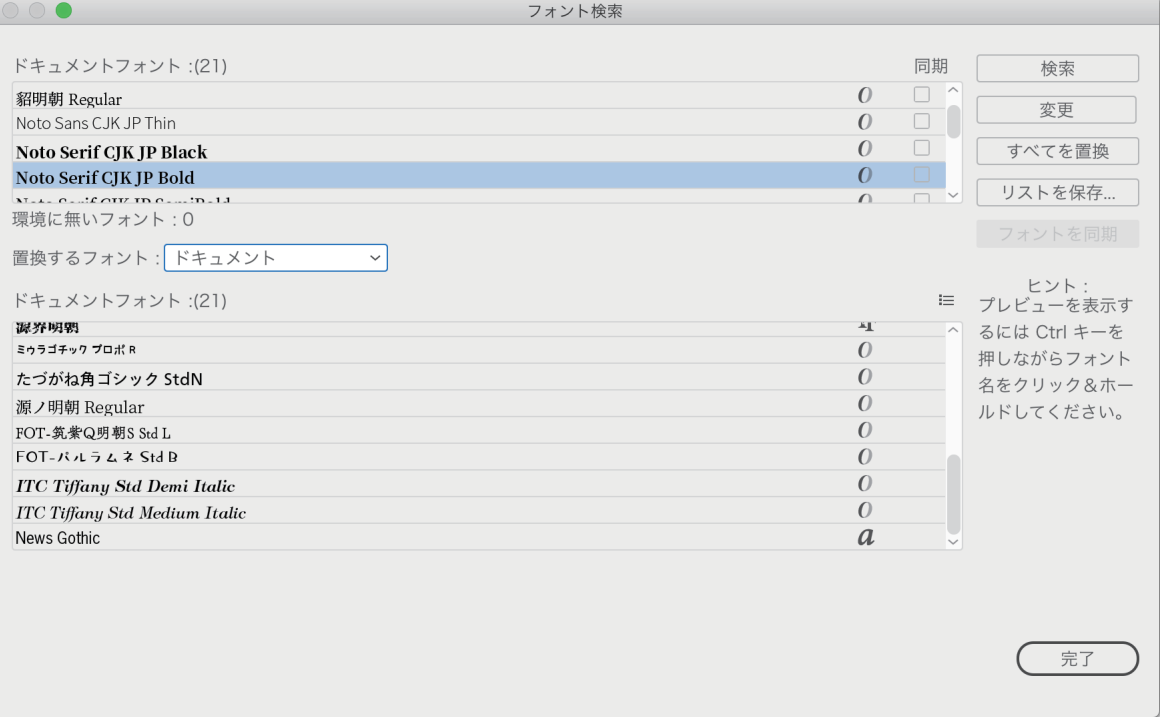 フォント検索
ドキュメントフォント :(21)
同期
貂明朝 Regular
Noto Sans CJK JP Thin
Noto Serif CJK JP Black
Noto Serif CJK JP Bold
Noto Serif CJK JP SemiBold
環境に無いフォント : 0
置換するフォント : ドキュメント
ドキュメントフォント :(21)
源界明朝
ミウラゴチック プロポ R
たづがね角ゴシック StdN
源ノ明朝 Regular
FOT-筑紫Q明朝S Std L
FOT-パルラムネ Std B
ITC Tiffany Std Demi Italic
ITC Tiffany Std Medium Italic
News Gothic
検索
変更
すべてを置換
リストを保存...
フォントを同期
ヒント :
プレビューを表示す
るには Ctrl キーを
押しながらフォント
名をクリック＆ホー
ルドしてください。
完了